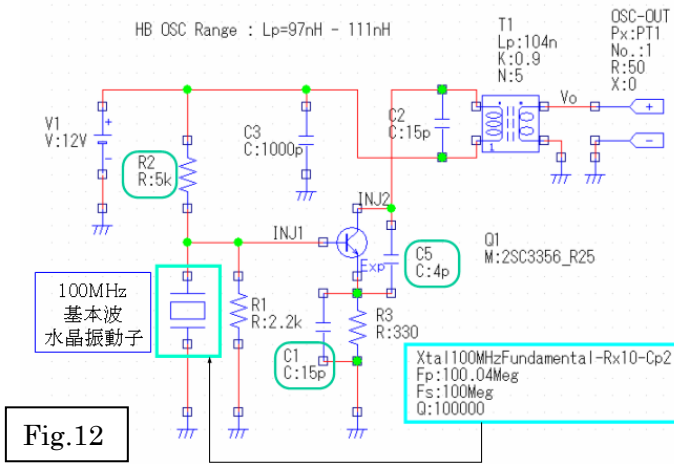 HB OSC Range : Lp=97nH - 111nH
T1
Lp:104n
K:0.9
N:5
OSC-OUT
Px:PT1
No.:1
R:50
X:0
Vo
+
-
V1
V:12V
+
-
R2
R:5k
C3
C:1000p
C2
C:15p
1
INJ1
INJ2
Exp
Q1
M:2SC3356_R25
C5
C:4p
100MHz
基本波
水晶振動子
R1
R:2.2k
C1
C:15p
R3
R:330
Xtal100MHzFundamental-Rx10-Cp2
Fp:100.04Meg
Fs:100Meg
Q:100000
Fig.12